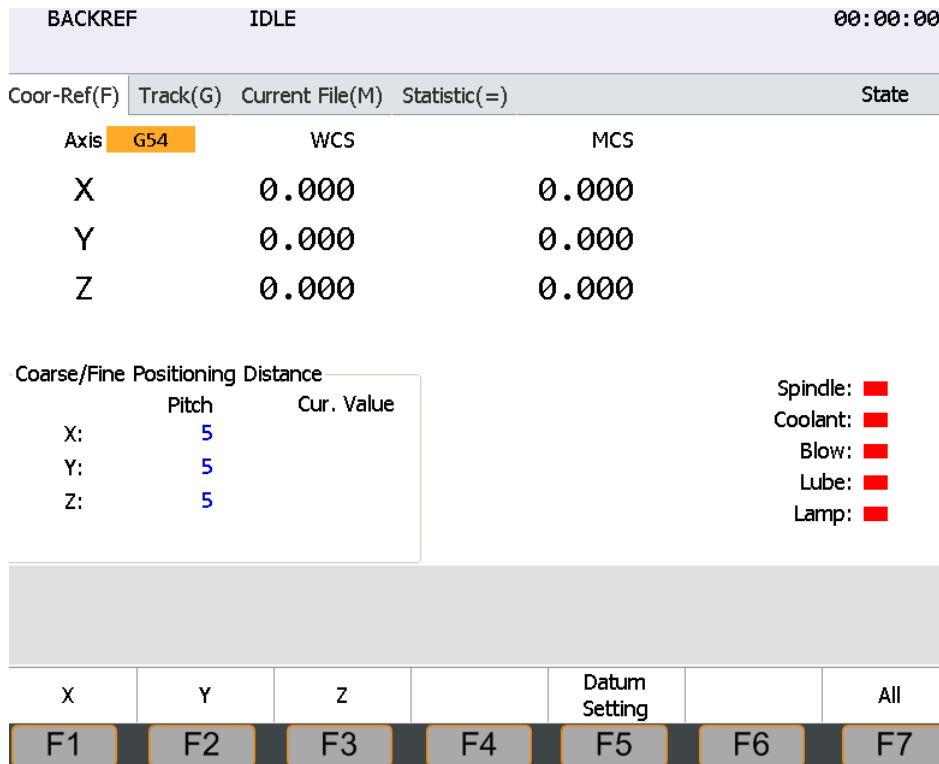 BACKREF IDLE 00:00:00
Coor-Ref(F) Track(G) Current File(M) Statistic(=) State
Axis G54 WCS MCS
X 0.000 0.000
Y 0.000 0.000
Z 0.000 0.000
Coarse/Fine Positioning Distance
Pitch Cur. Value
X: 5
Y: 5
Z: 5
Spindle:
Coolant:
Blow:
Lube:
Lamp:
X Y Z Datum Setting All
F1 F2 F3 F4 F5 F6 F7